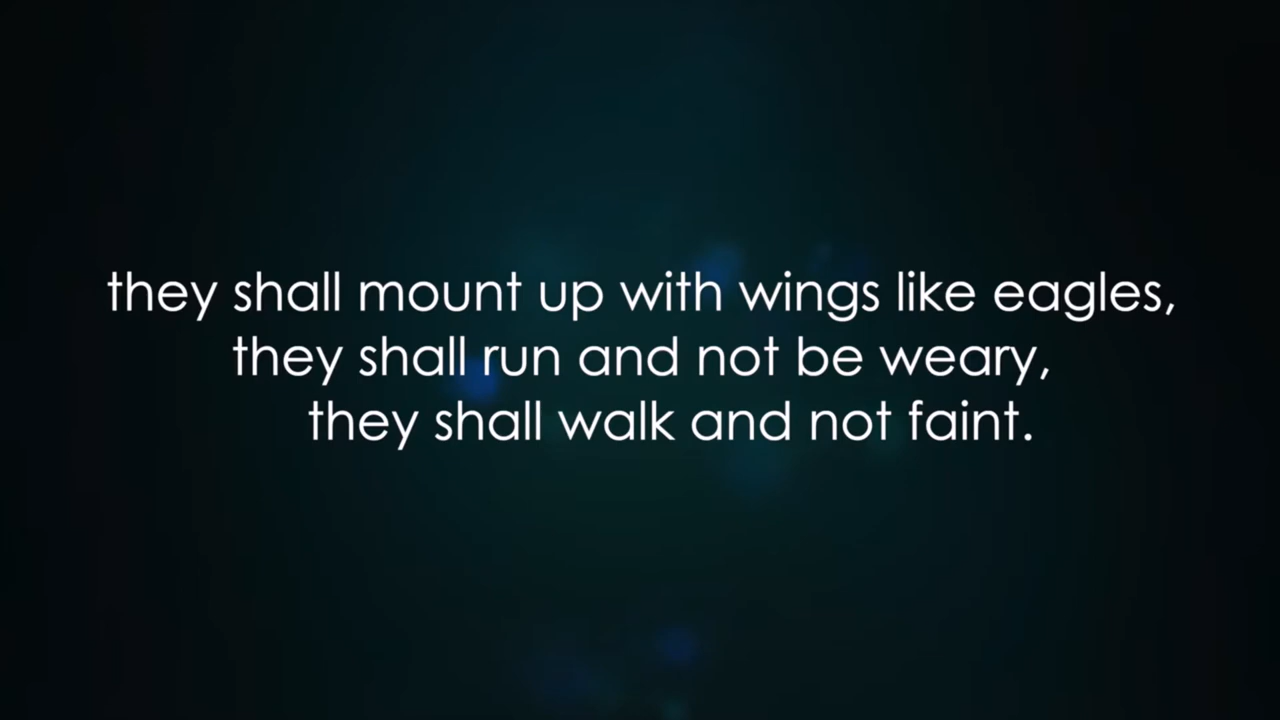 they shall mount up with wings like eagles,
they shall run and not be weary,
they shall walk and not faint.